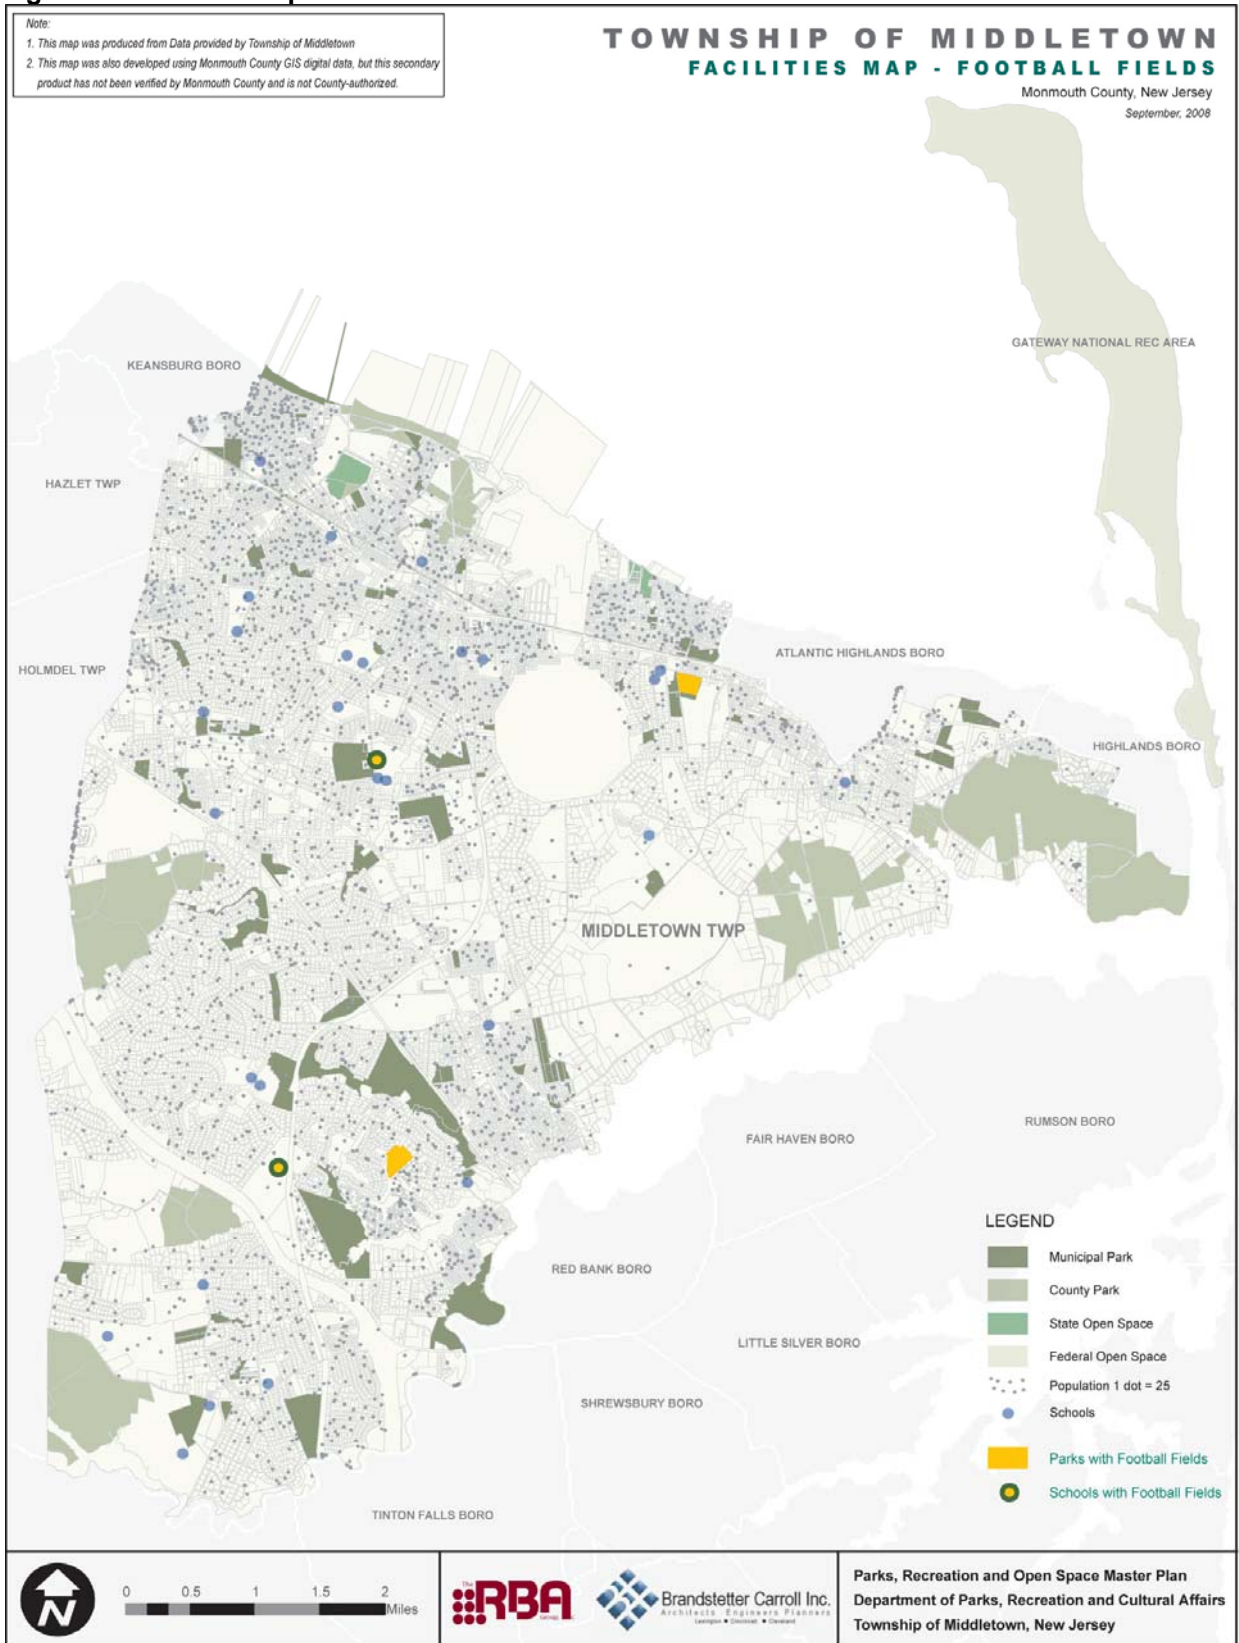 Note:
1. This map was produced from Data provided by Township of Middletown
2. This map was also developed using Monmouth County GIS digital data, but this secondary
product has not been verified by Monmouth County and is not County-authorized.
TOWNSHIP OF MIDDLETOWN
FACILITIES MAP - FOOTBALL FIELDS
Monmouth County, New Jersey
September, 2008
GATEWAY NATIONAL REC AREA
KEANSBURG BORO
HAZLET TWP
ATLANTIC HIGHLANDS BORO
HOLMDEL TWP
HIGHLANDS BORO
MIDDLETOWN TWP
RUMSON BORO
FAIR HAVEN BORO
RED BANK BORO
LITTLE SILVER BORO
SHREWSBURY BORO
TINTON FALLS BORO
LEGEND
Municipal Park
County Park
State Open Space
Federal Open Space
Population 1 dot = 25
Schools
Parks with Football Fields
Schools with Football Fields
N
0 0.5 1 1.5 2
Miles
The
RBA
Brandstetter Carroll Inc.
Architects Engineers Planners
Lexington Cincinnati Cleveland
Parks, Recreation and Open Space Master Plan
Department of Parks, Recreation and Cultural Affairs
Township of Middletown, New Jersey